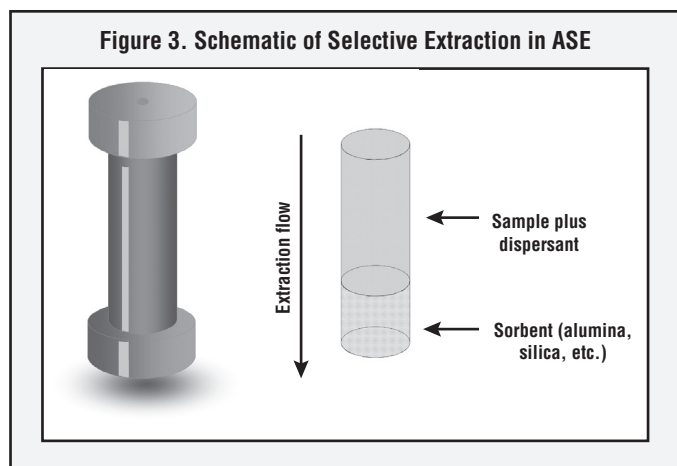 Figure 3. Schematic of Selective Extraction in ASE
Extraction flow
Sample plus
dispersant
Sorbent (alumina,
silica, etc.)